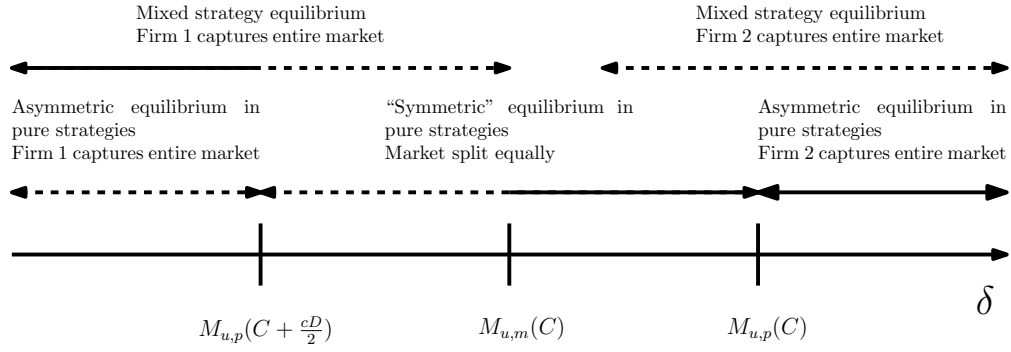 Mixed strategy equilibrium
Firm 1 captures entire market
Mixed strategy equilibrium
Firm 2 captures entire market
Asymmetric equilibrium in
pure strategies
Firm 1 captures entire market
“Symmetric” equilibrium in
pure strategies
Market split equally
Asymmetric equilibrium in
pure strategies
Firm 2 captures entire market
δ
$M_{u,p}(C + \frac{cD}{2})$
$M_{u,m}(C)$
$M_{u,p}(C)$